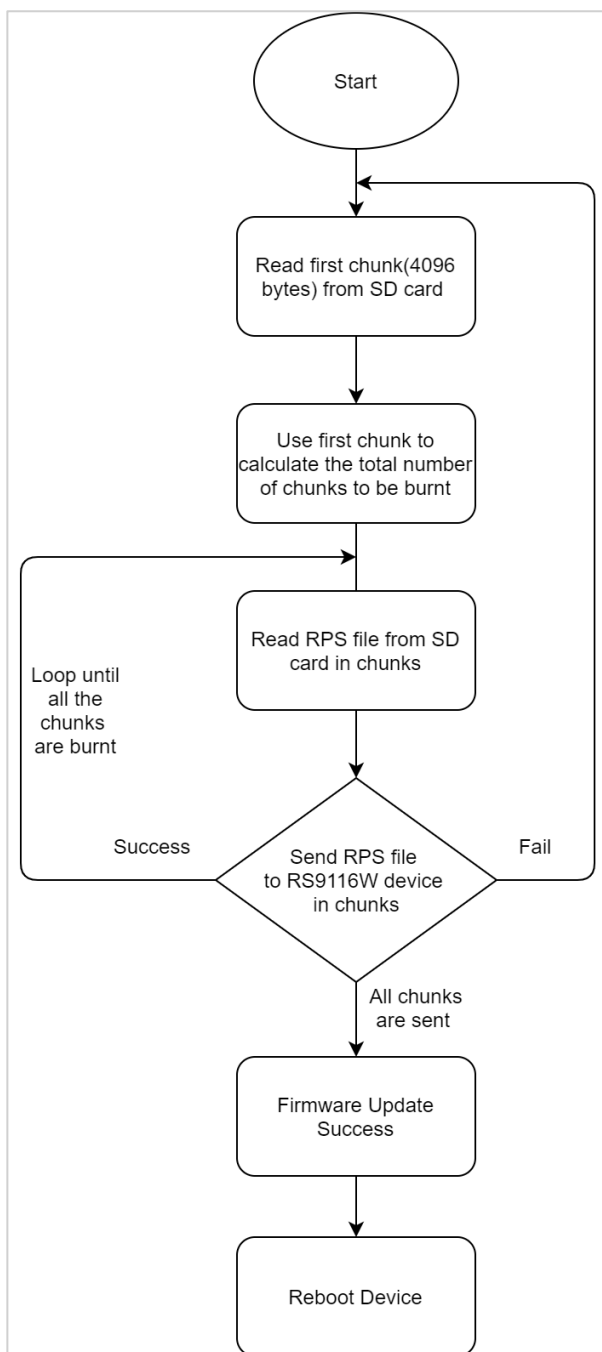 Start
Read first chunk(4096
bytes) from SD card
Use first chunk to
calculate the total number
of chunks to be burnt
Read RPS file from SD
card in chunks
Loop until
all the
chunks
are burnt
Success
Send RPS file
to RS9116W device
in chunks
Fail
All chunks
are sent
Firmware Update
Success
Reboot Device